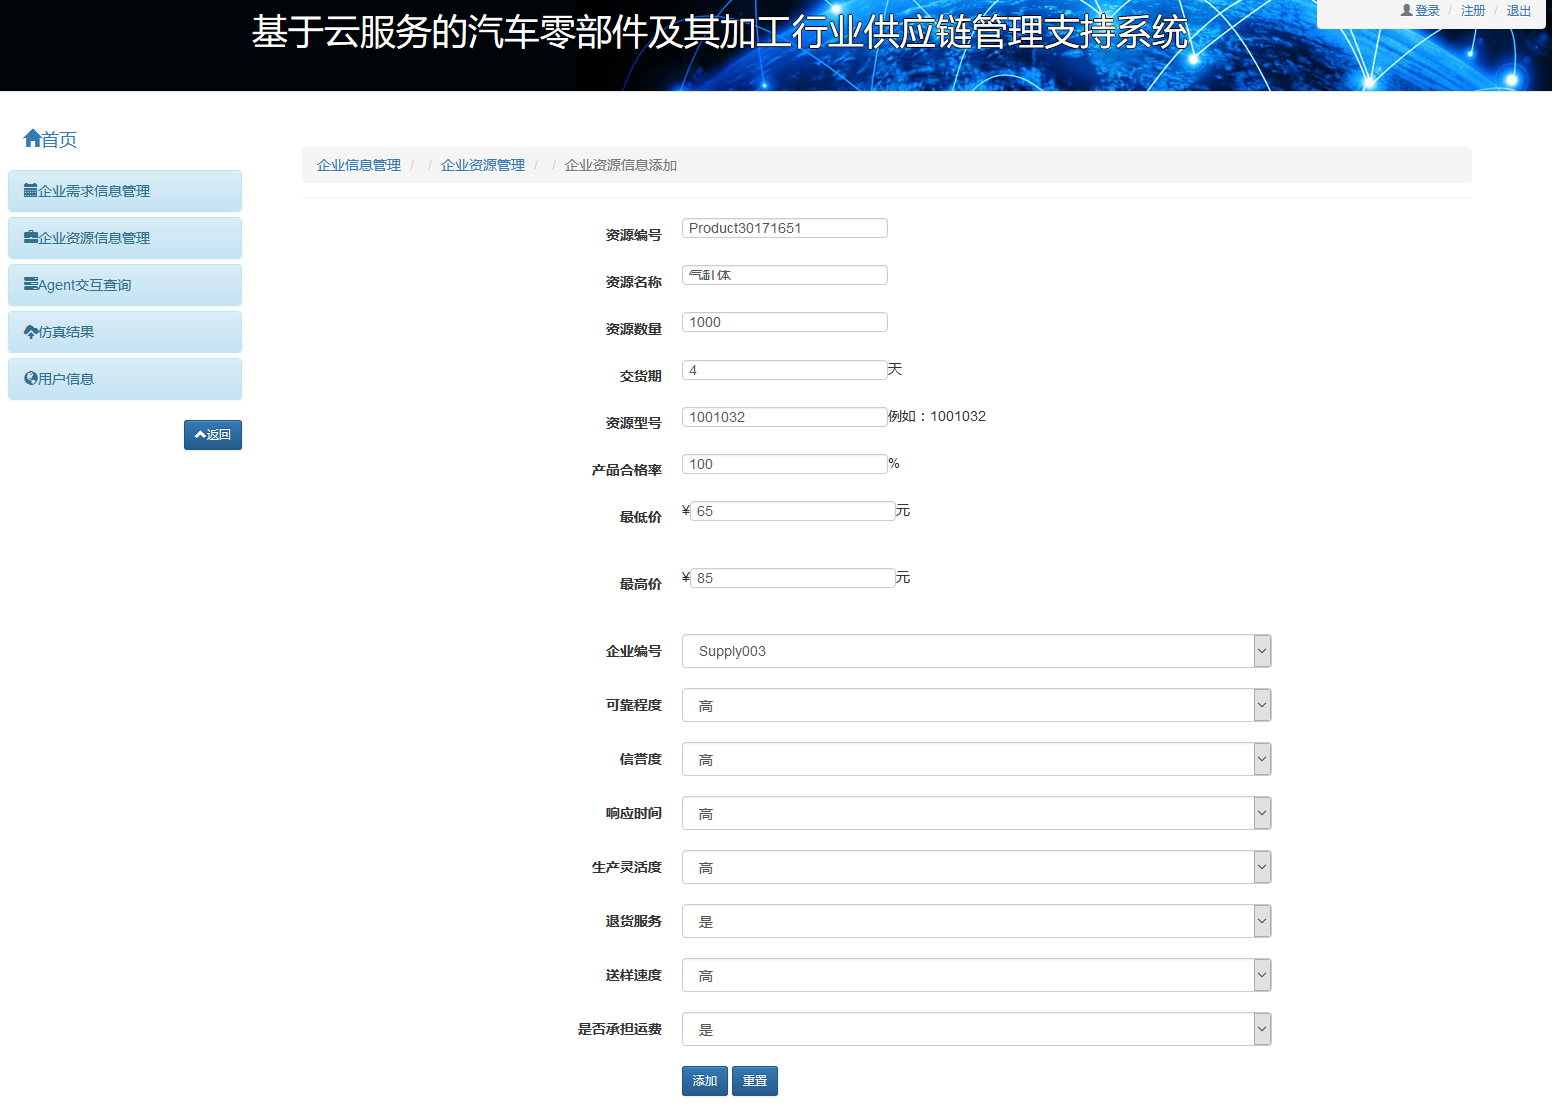 基于云服务的汽车零部件及其加工行业供应链管理支持系统
登录 / 注册 / 退出
首页
企业需求信息管理
企业资源信息管理
Agent交互查询
仿真结果
用户信息
返回
企业信息管理 / / 企业资源管理 / / 企业资源信息添加
资源编号 Product30171651
资源名称 气缸体
资源数量 1000
交货期 4 天
资源型号 1001032 例如：1001032
产品合格率 100 %
最低价 ¥ 65 元
最高价 ¥ 85 元
企业编号 Supply003
可靠程度 高
信誉度 高
响应时间 高
生产灵活度 高
退货服务 是
送样速度 高
是否承担运费 是
添加 重置